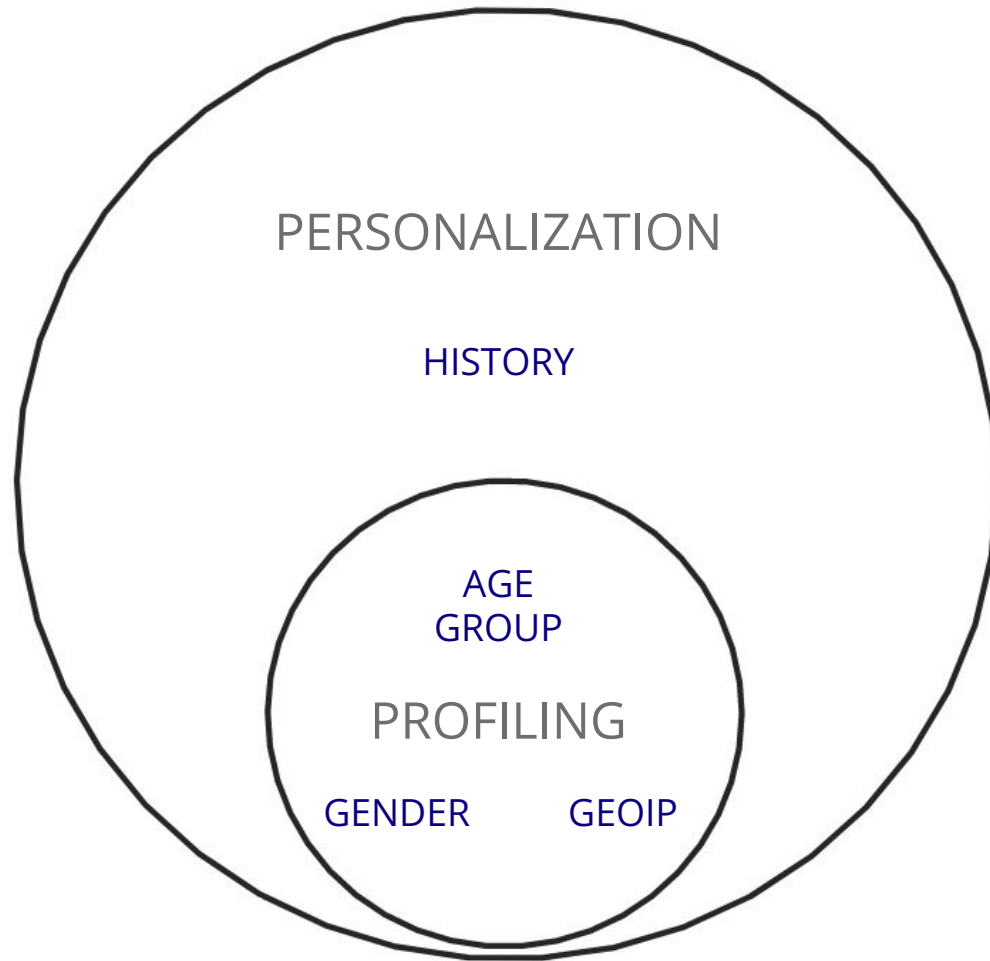 PERSONALIZATION
HISTORY
AGE
GROUP
PROFILING
GENDER GEOIP